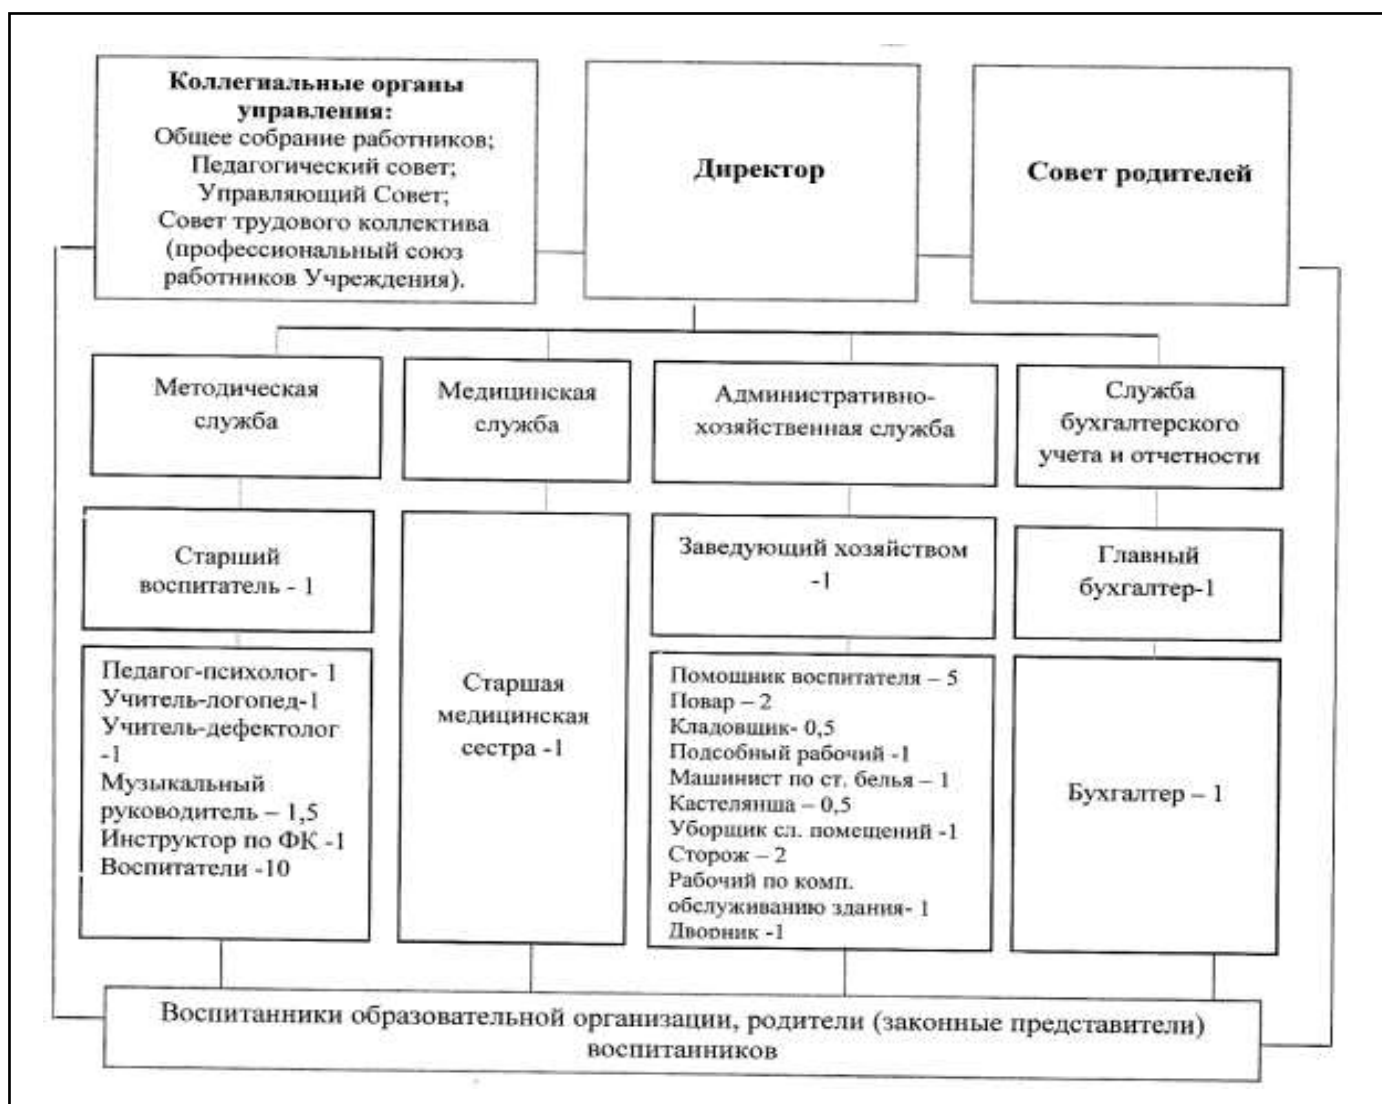 Коллегиальные органы
управления:
Общее собрание работников;
Педагогический совет;
Управляющий Совет;
Совет трудового коллектива
(профессиональный союз
работников Учреждения).
Директор
Совет родителей
Методическая
служба
Медицинская
служба
Административно-
хозяйственная служба
Служба
бухгалтерского
учета и отчетности
Старший
воспитатель - 1
Старшая
медицинская
сестра -1
Заведующий хозяйством
-1
Главный
бухгалтер-1
Педагог-психолог- 1
Учитель-логопед-1
Учитель-дефектолог
-1
Музыкальный
руководитель – 1,5
Инструктор по ФК -1
Воспитатели -10
Помощник воспитателя – 5
Повар – 2
Кладовщик- 0,5
Подсобный рабочий -1
Машинист по ст. белья – 1
Кастелянша – 0,5
Уборщик сл. помещений -1
Сторож – 2
Рабочий по комп.
обслуживанию здания- 1
Дворник -1
Бухгалтер – 1
Воспитанники образовательной организации, родители (законные представители)
воспитанников